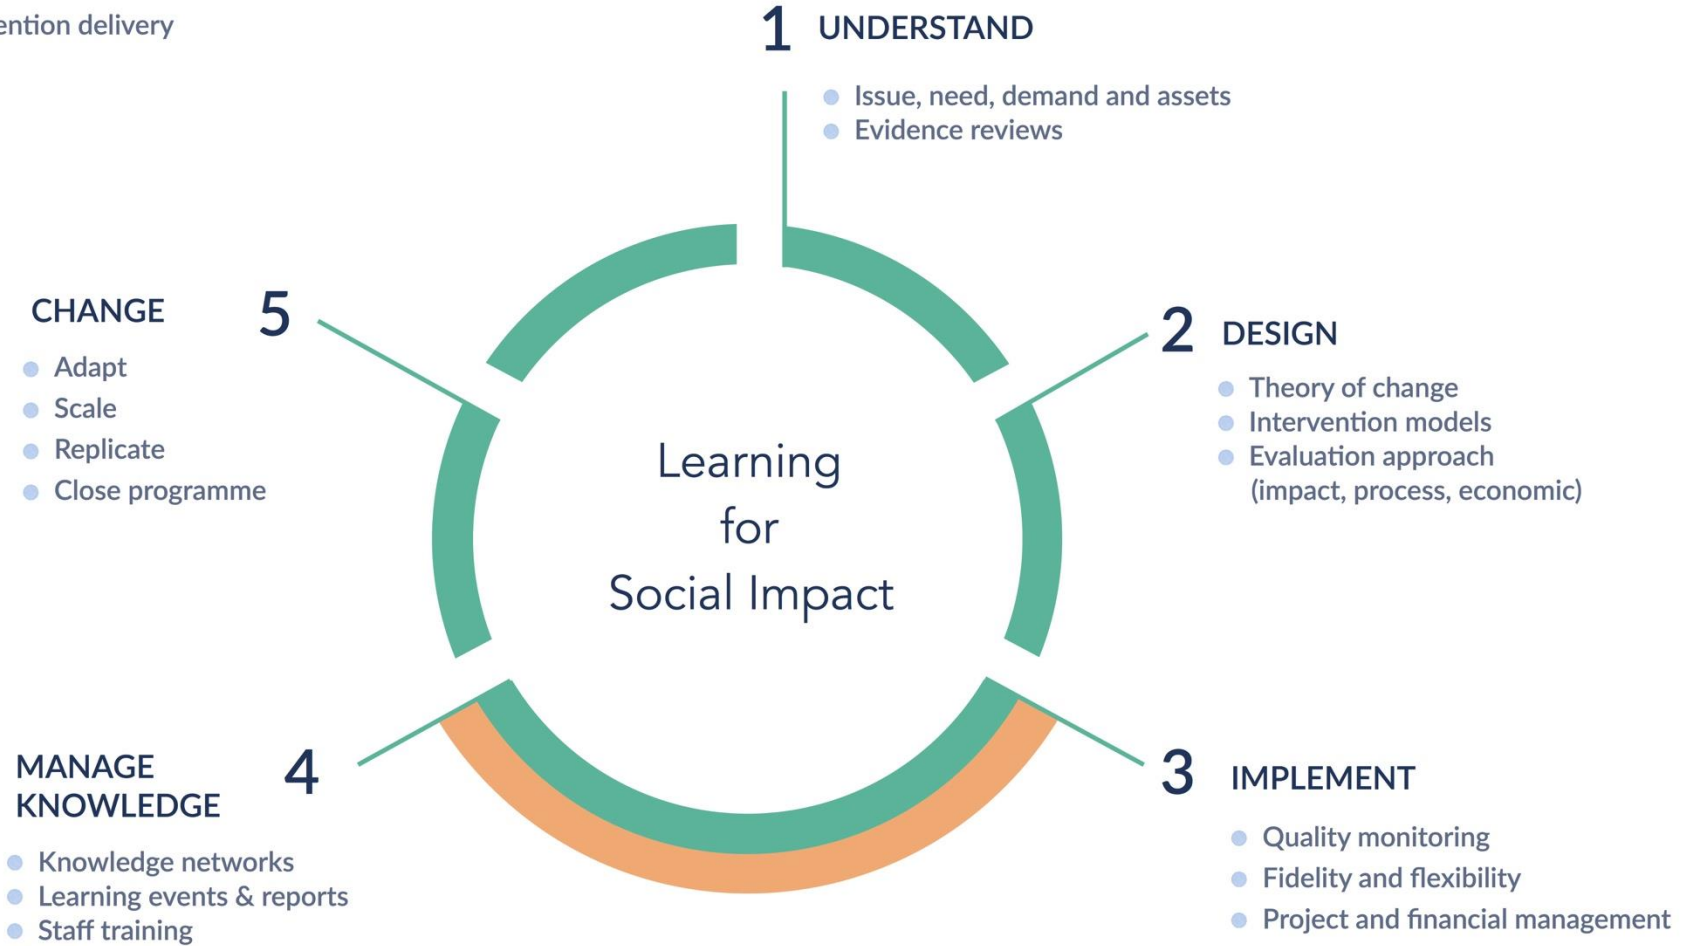 ention delivery
1 UNDERSTAND
Issue, need, demand and assets
Evidence reviews
2 DESIGN
Theory of change
Intervention models
Evaluation approach
(impact, process, economic)
3 IMPLEMENT
Quality monitoring
Fidelity and flexibility
Project and financial management
4 MANAGE
KNOWLEDGE
Knowledge networks
Learning events & reports
Staff training
5 CHANGE
Adapt
Scale
Replicate
Close programme
Learning
for
Social Impact